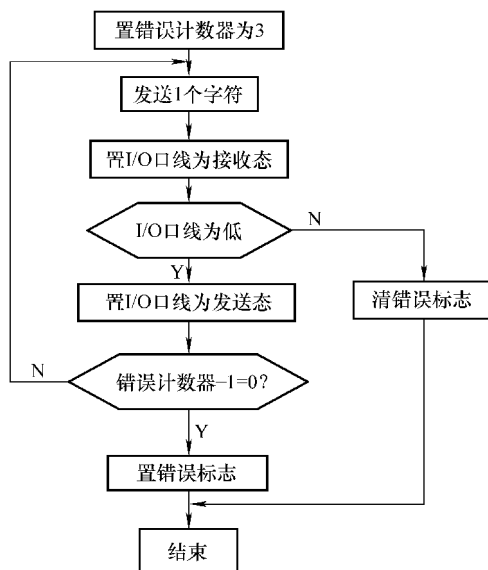 置错误计数器为3
发送1个字符
置I/O口线为接收态
I/O口线为低
N
Y
置I/O口线为发送态
清错误标志
N
错误计数器-1=0?
Y
置错误标志
结束